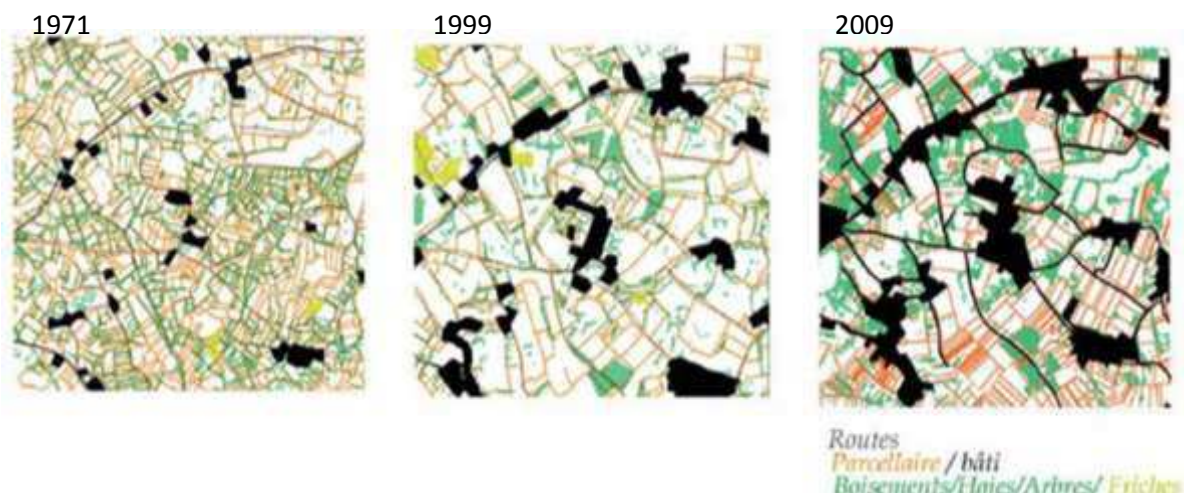 1971
1999
2009
Routes
Parcellaire / bâti
Boisements/Haies/Arbres/ Friches